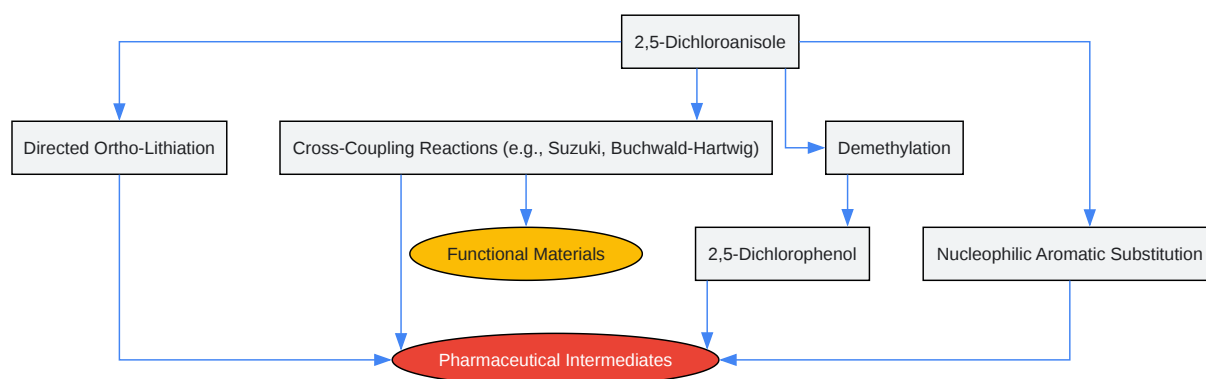 2,5-Dichloroanisole
Directed Ortho-Lithiation
Cross-Coupling Reactions (e.g., Suzuki, Buchwald-Hartwig)
Demethylation
Functional Materials
2,5-Dichlorophenol
Nucleophilic Aromatic Substitution
Pharmaceutical Intermediates